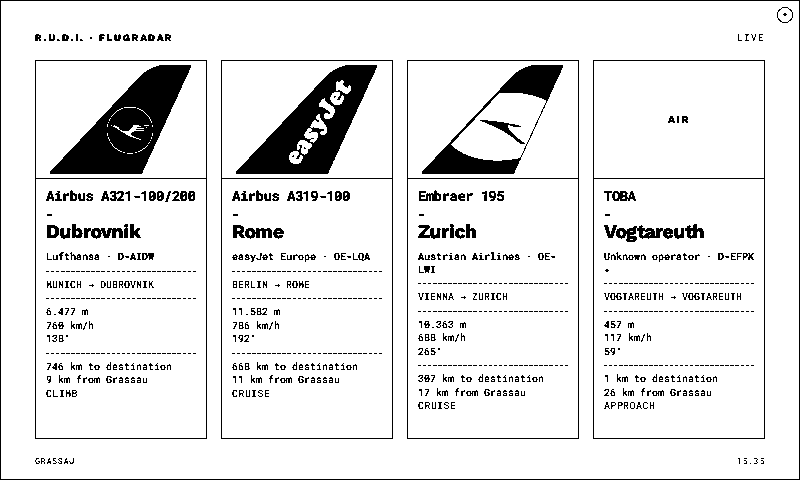 R.U.D.I. · FLUGRADAR
LIVE
easyJet
AIR
Airbus A321-100/200
-
Dubrovnik
Lufthansa · D-AIDW
MUNICH → DUBROVNIK
6.477 m
760 km/h
138°
746 km to destination
9 km from Grassau
CLIMB
Airbus A319-100
-
Rome
easyJet Europe · OE-LQA
BERLIN → ROME
11.582 m
786 km/h
192°
668 km to destination
11 km from Grassau
CRUISE
Embraer 195
-
Zurich
Austrian Airlines · OE-
LWI
VIENNA → ZURICH
10.363 m
688 km/h
265°
307 km to destination
17 km from Grassau
CRUISE
TOBA
-
Vogtareuth
Unknown operator · D-EFPK
•
VOGTAREUTH → VOGTAREUTH
457 m
117 km/h
59°
1 km to destination
26 km from Grassau
APPROACH
GRASSAU
15.35